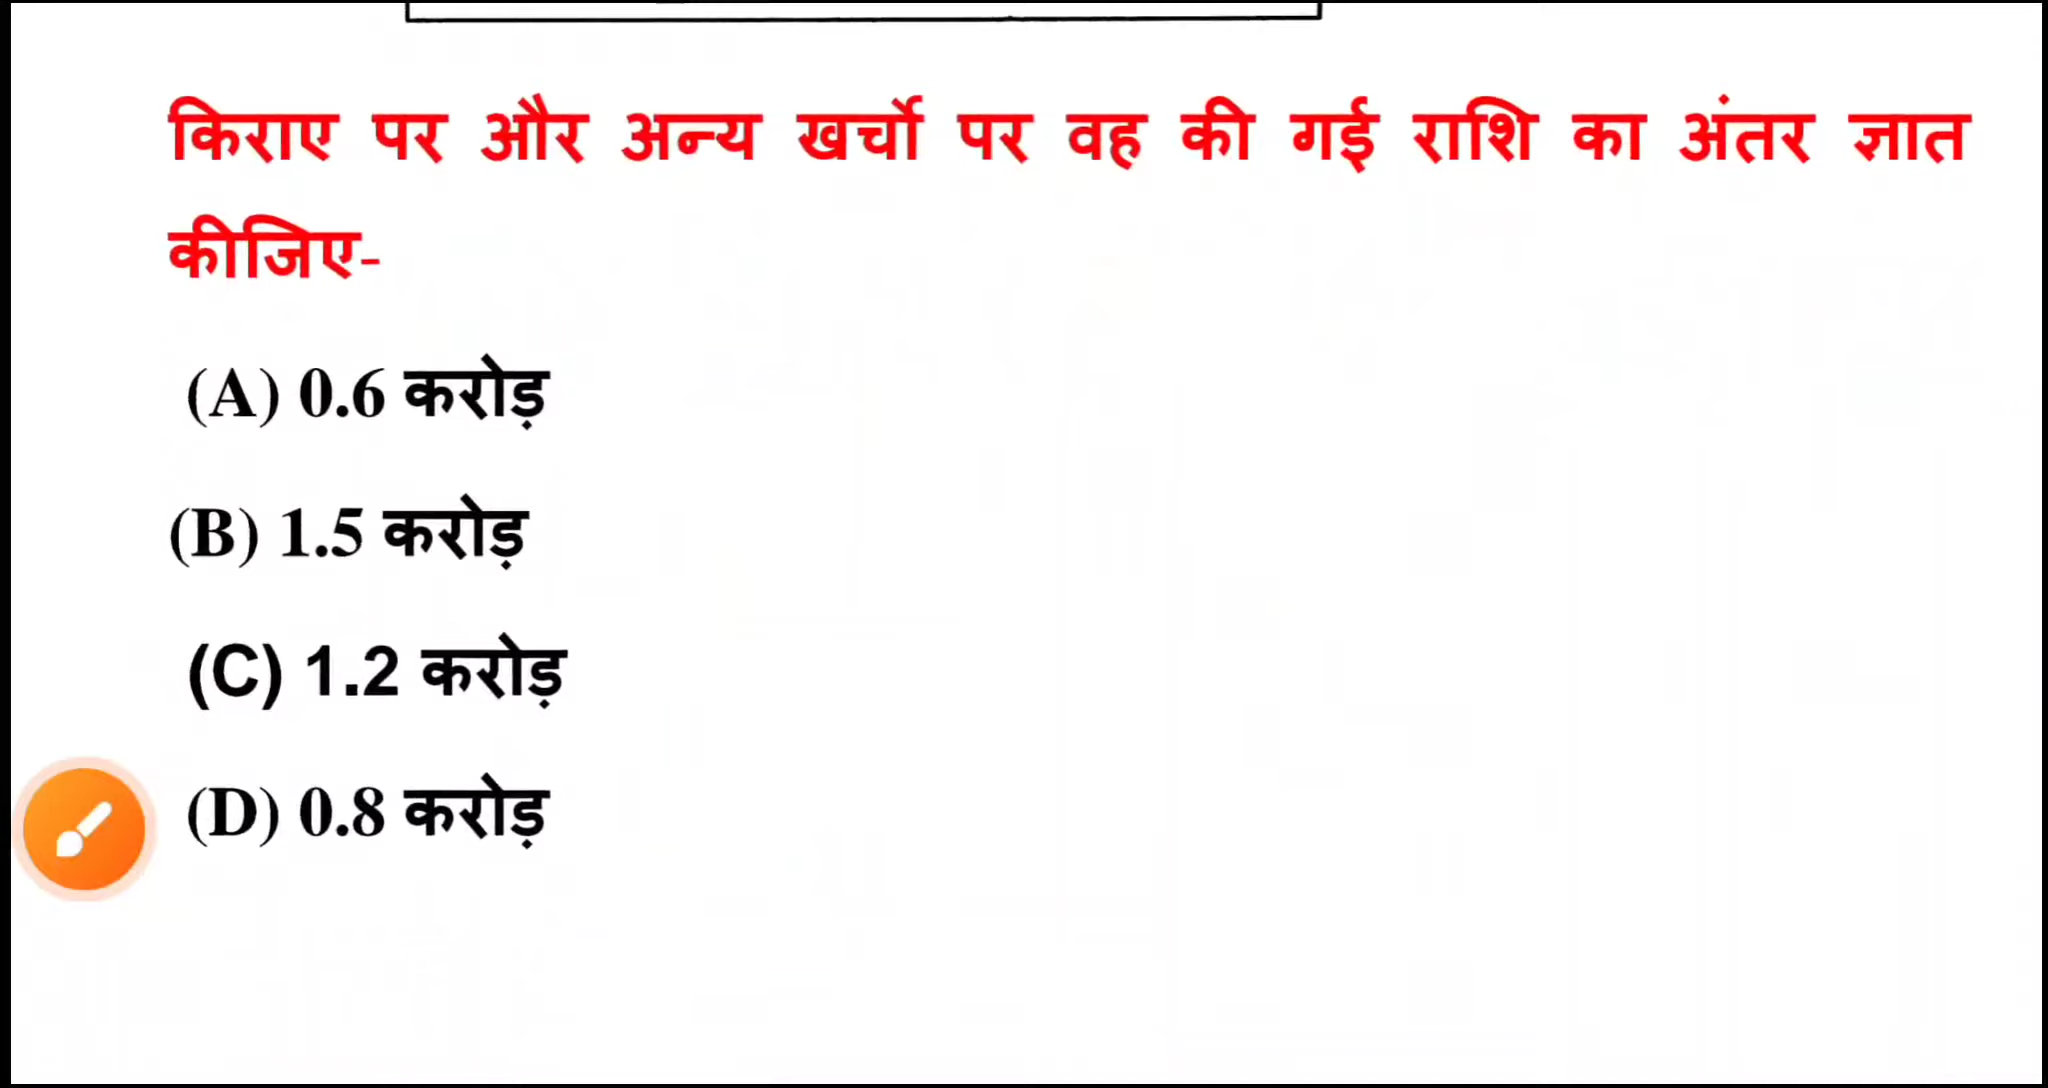 किराए पर और अन्य खर्चो पर वह की गई राशि का अंतर ज्ञात
कीजिए-
(A) 0.6 करोड़
(B) 1.5 करोड़
(C) 1.2 करोड़
(D) 0.8 करोड़